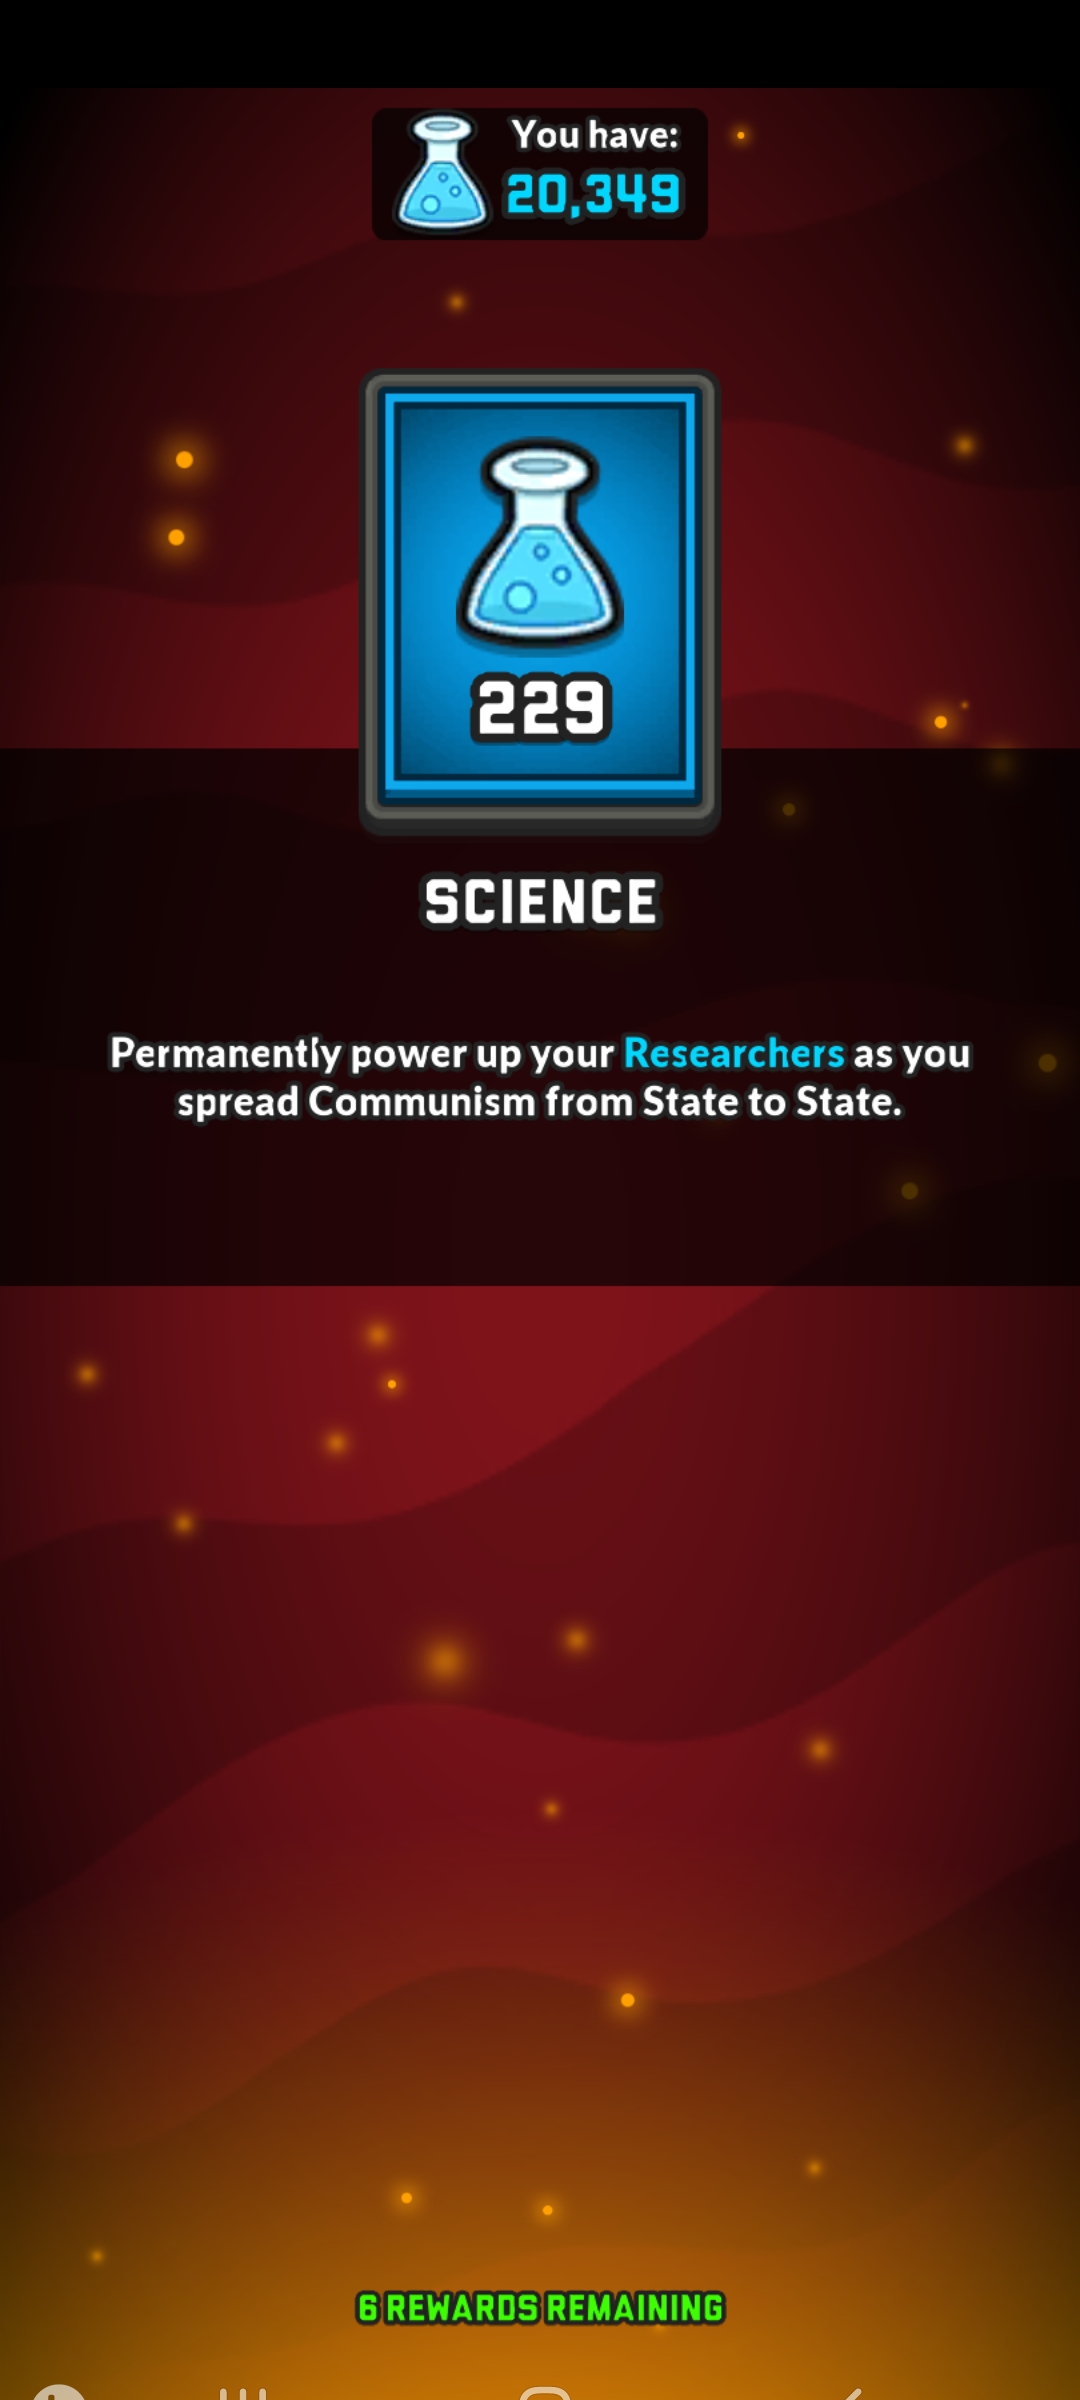 You have:
20,349
229
SCIENCE
Permanently power up your Researchers as you
spread Communism from State to State.
6 REWARDS REMAINING